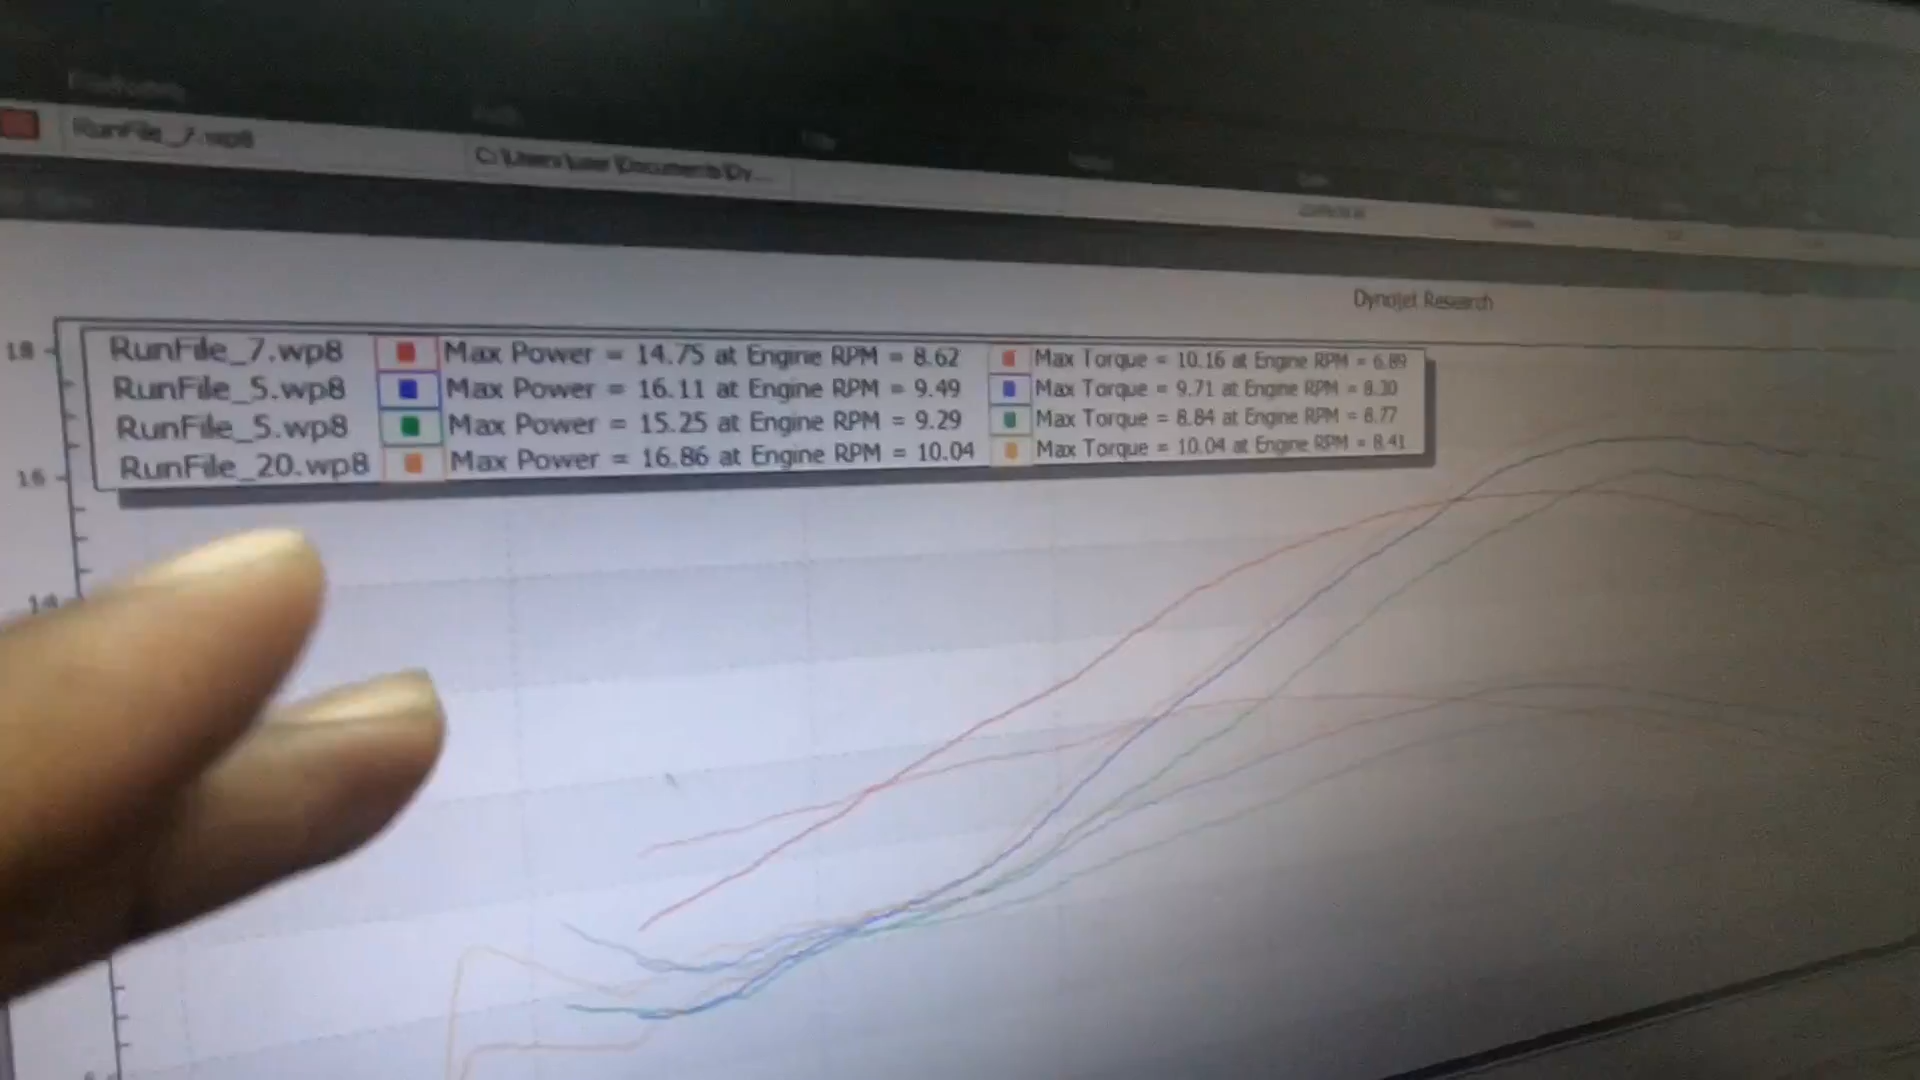 RunFile_7.wp8
C:\Users\user\Documents\Dy...
Dynojet Research
18
RunFile_7.wp8 Max Power = 14.75 at Engine RPM = 8.62 Max Torque = 10.16 at Engine RPM = 6.89
RunFile_5.wp8 Max Power = 16.11 at Engine RPM = 9.49 Max Torque = 9.71 at Engine RPM = 8.30
RunFile_5.wp8 Max Power = 15.25 at Engine RPM = 9.29 Max Torque = 8.84 at Engine RPM = 8.77
RunFile_20.wp8 Max Power = 16.86 at Engine RPM = 10.04 Max Torque = 10.04 at Engine RPM = 8.41
16
14